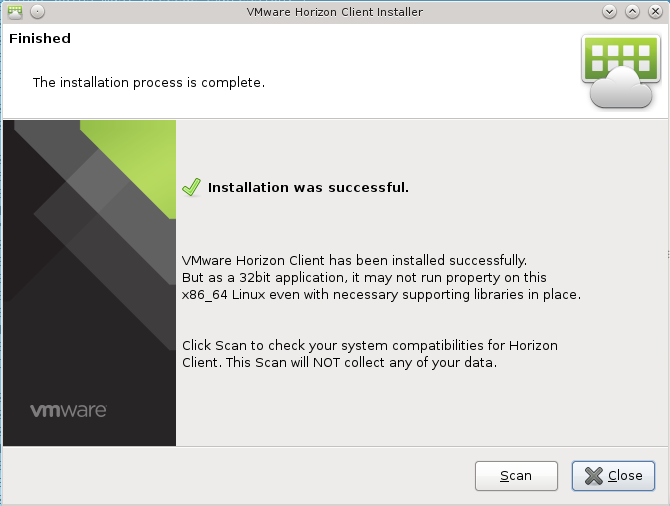 VMware Horizon Client Installer
Finished
The installation process is complete.
Installation was successful.
VMware Horizon Client has been installed successfully.
But as a 32bit application, it may not run property on this
x86_64 Linux even with necessary supporting libraries in place.
Click Scan to check your system compatibilities for Horizon
Client. This Scan will NOT collect any of your data.
vmware
Scan
Close